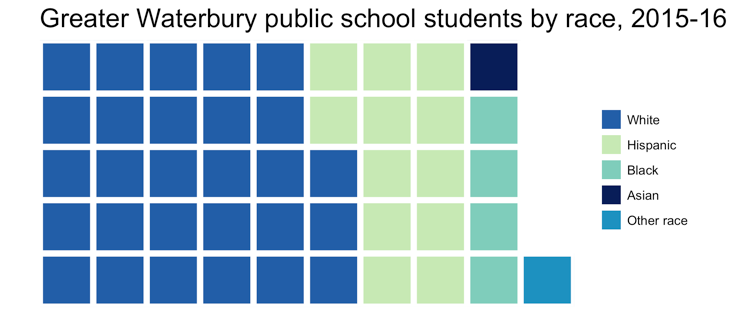 Greater Waterbury public school students by race, 2015-16
White
Hispanic
Black
Asian
Other race